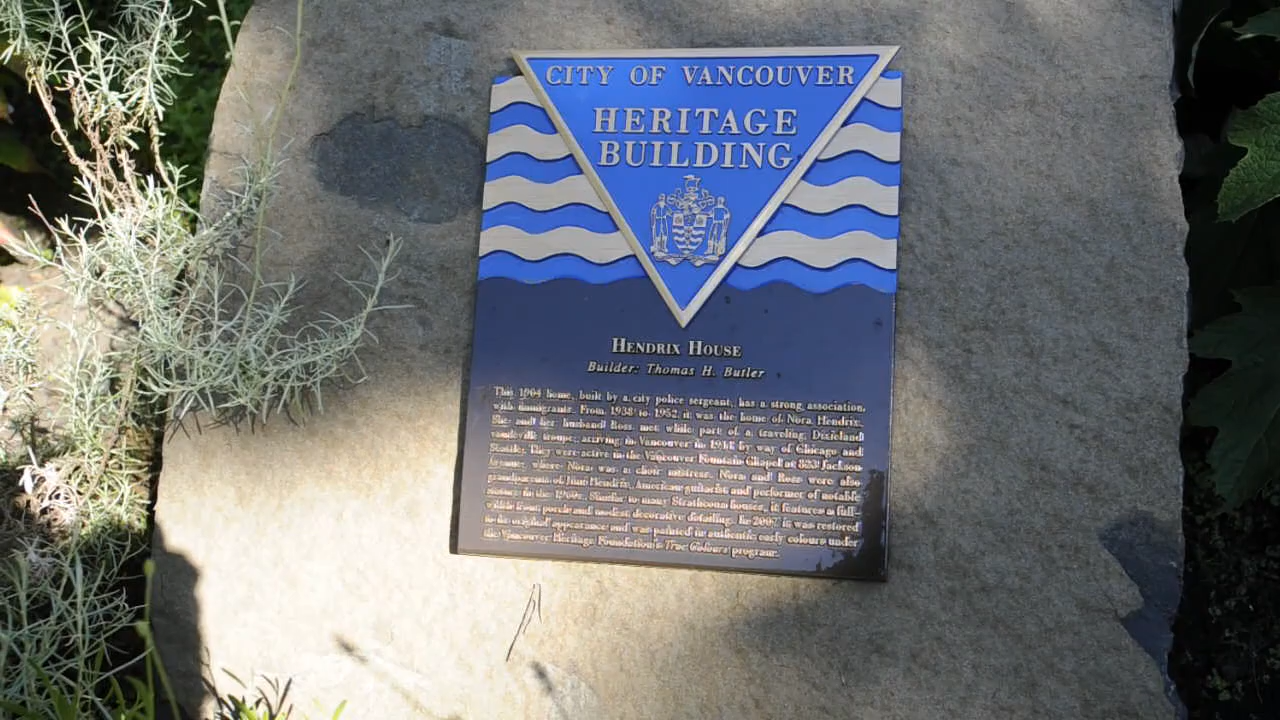 CITY OF VANCOUVER
HERITAGE
BUILDING
HENDRIX HOUSE
Builder: Thomas H. Butler
This 1904 home, built by a city police sergeant, has a strong association
with immigrants. From 1938 to 1952 it was the home of Nora Hendrix.
She and her husband Ross met while part of a traveling Dixieland
vaudeville troupe, arriving in Vancouver in 1911 by way of Chicago and
Seattle. They were active in the Vancouver Fountain Chapel at 823 Jackson
Avenue, where Nora was a choir mistress. Nora and Ross were also
grandparents of Jimi Hendrix, American guitarist and performer of notable
in the 1960s. Similar to many Strathcona houses, it features a full-
width front porch and modest decorative detailing. In 2007 it was restored
to its original appearance and was painted in authentic early colours under
the Vancouver Heritage Foundation's True Colours program.